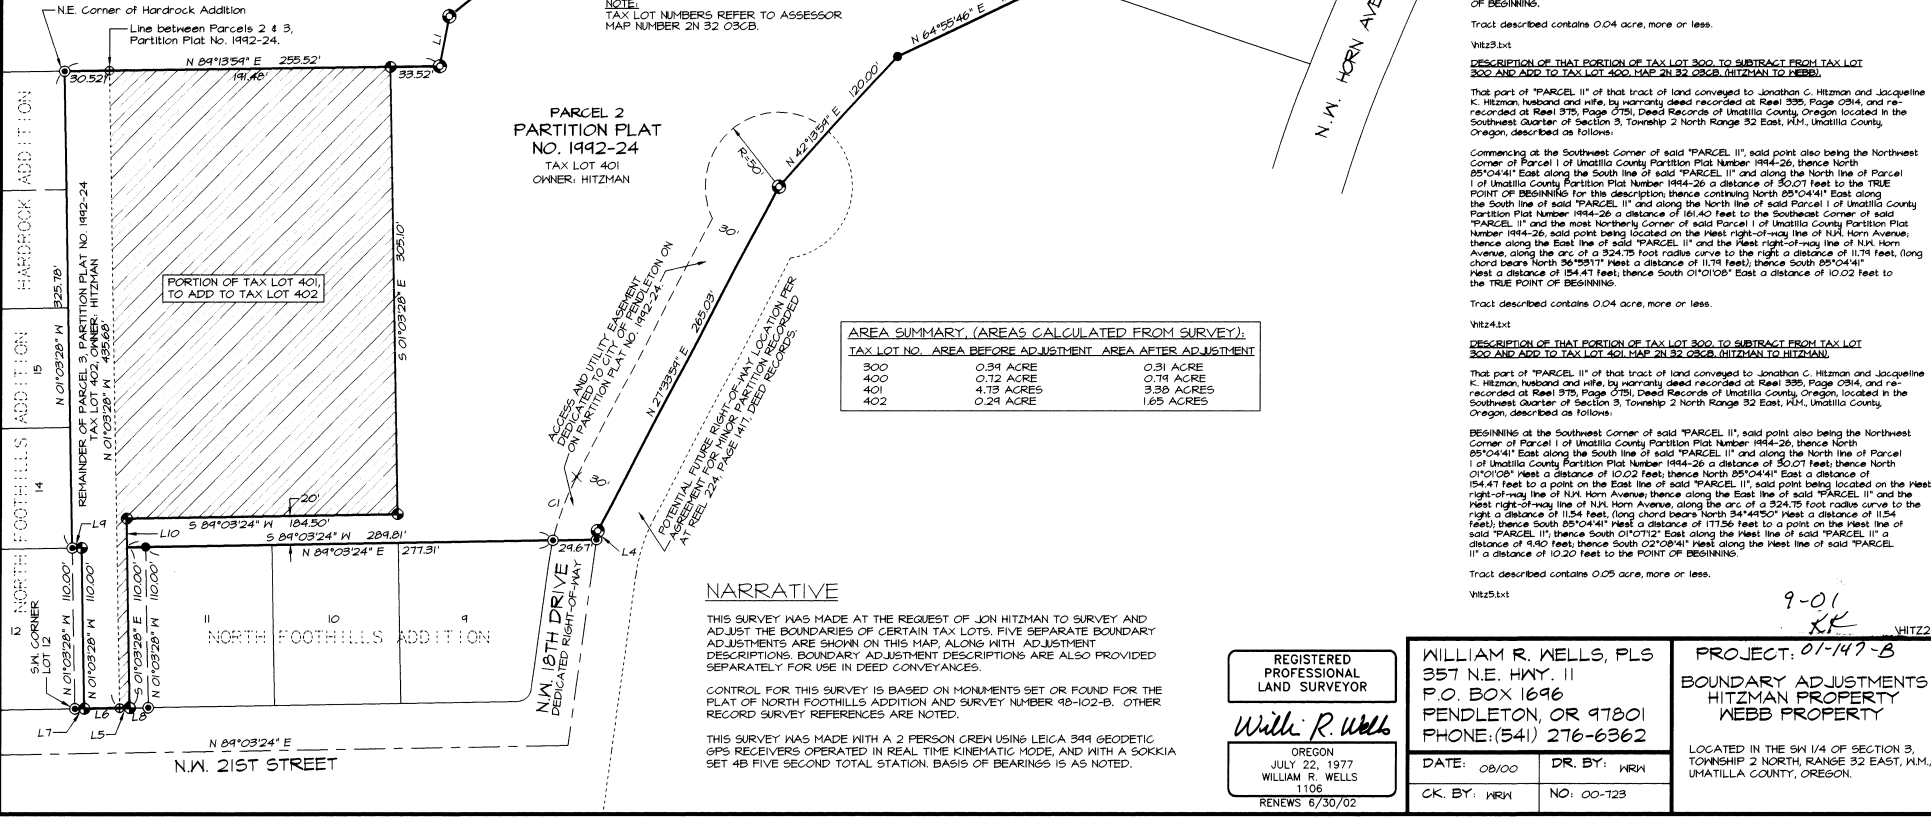 N.E. Corner of Hardrock Addition
Line between Parcels 2 & 3,
Partition Plat No. 1992-24.
N 89°13'59" E 255.52'
30.52'
191.48'
33.52'
L1
NOTE:
TAX LOT NUMBERS REFER TO ASSESSOR
MAP NUMBER 2N 32 03CB.
N 64°55'46" E
120.00'
N 42°13'59" E
R=50'
N.W. HORN AVE
PARCEL 2
PARTITION PLAT
NO. 1992-24
TAX LOT 401
OWNER: HITZMAN
HARDROCK ADDITION
NORTH FOOTHILLS ADDITION
15
14
12
N 01°03'28" W 325.78'
REMAINDER OF PARCEL 3, PARTITION PLAT NO. 1992-24
TAX LOT 402, OWNER: HITZMAN
N 01°03'28" W 435.68'
PORTION OF TAX LOT 401,
TO ADD TO TAX LOT 402
S 01°03'28" E 305.10'
30'
ACCESS AND UTILITY EASEMENT
DEDICATED TO CITY OF PENDLETON ON
ON PARTITION PLAT NO. 1992-24
N 27°33'59" E 265.03'
POTENTIAL FUTURE RIGHT-OF-WAY LOCATION PER
AGREEMENT FOR MINOR PARTITION RECORDED
AT REEL 224, PAGE 1417, DEED RECORDS.
30'
C1
20'
S 89°03'24" W 184.50'
L9
L10
S 89°03'24" W 289.81'
N 89°03'24" E 277.31'
29.67'
L4
S.W. CORNER
LOT 12
N 01°03'28" W 110.00'
N 01°03'28" W 110.00'
S 01°03'28" E 110.00'
N 01°03'28" W 110.00'
11
10
9
NORTH FOOTHILLS ADDITION
N.W. 18TH DRIVE
DEDICATED RIGHT-OF-WAY
L6
L8
L7
L5
N 89°03'24" E
N.W. 21ST STREET
AREA SUMMARY, (AREAS CALCULATED FROM SURVEY):
TAX LOT NO. AREA BEFORE ADJUSTMENT AREA AFTER ADJUSTMENT
300 0.39 ACRE 0.31 ACRE
400 0.72 ACRE 0.79 ACRE
401 4.73 ACRES 3.38 ACRES
402 0.29 ACRE 1.65 ACRES
NARRATIVE
THIS SURVEY WAS MADE AT THE REQUEST OF JON HITZMAN TO SURVEY AND
ADJUST THE BOUNDARIES OF CERTAIN TAX LOTS. FIVE SEPARATE BOUNDARY
ADJUSTMENTS ARE SHOWN ON THIS MAP, ALONG WITH ADJUSTMENT
DESCRIPTIONS. BOUNDARY ADJUSTMENT DESCRIPTIONS ARE ALSO PROVIDED
SEPARATELY FOR USE IN DEED CONVEYANCES.
CONTROL FOR THIS SURVEY IS BASED ON MONUMENTS SET OR FOUND FOR THE
PLAT OF NORTH FOOTHILLS ADDITION AND SURVEY NUMBER 98-102-B. OTHER
RECORD SURVEY REFERENCES ARE NOTED.
THIS SURVEY WAS MADE WITH A 2 PERSON CREW USING LEICA 399 GEODETIC
GPS RECEIVERS OPERATED IN REAL TIME KINEMATIC MODE, AND WITH A SOKKIA
SET 4B FIVE SECOND TOTAL STATION. BASIS OF BEARINGS IS AS NOTED.
OF BEGINNING.
Tract described contains 0.04 acre, more or less.
\hitz3.txt
DESCRIPTION OF THAT PORTION OF TAX LOT 300, TO SUBTRACT FROM TAX LOT
300 AND ADD TO TAX LOT 400, MAP 2N 32 03CB. (HITZMAN TO WEBB).
That part of "PARCEL II" of that tract of land conveyed to Jonathan C. Hitzman and Jacqueline
K. Hitzman, husband and wife, by warranty deed recorded at Reel 335, Page 0314, and re-
recorded at Reel 375, Page 0751, Deed Records of Umatilla County, Oregon located in the
Southwest Quarter of Section 3, Township 2 North Range 32 East, W.M., Umatilla County,
Oregon, described as follows:
Commencing at the Southwest Corner of said "PARCEL II", said point also being the Northwest
Corner of Parcel 1 of Umatilla County Partition Plat Number 1994-26, thence North
85°04'41" East along the South line of said "PARCEL II" and along the North line of Parcel
1 of Umatilla County Partition Plat Number 1994-26 a distance of 30.07 feet to the TRUE
POINT OF BEGINNING for this description; thence continuing North 85°04'41" East along
the South line of said "PARCEL II" and along the North line of said Parcel 1 of Umatilla County
Partition Plat Number 1994-26 a distance of 161.40 feet to the Southeast Corner of said
"PARCEL II" and the most Northerly Corner of said Parcel 1 of Umatilla County Partition Plat
Number 1994-26, said point being located on the West right-of-way line of N.W. Horn Avenue;
thence along the East line of said "PARCEL II" and the West right-of-way line of N.W. Horn
Avenue, along the arc of a 324.75 foot radius curve to the right a distance of 11.79 feet, (long
chord bears North 36°53'17" West a distance of 11.79 feet); thence South 85°04'41"
West a distance of 154.47 feet; thence South 01°01'08" East a distance of 10.02 feet to
the TRUE POINT OF BEGINNING.
Tract described contains 0.04 acre, more or less.
\hitz4.txt
DESCRIPTION OF THAT PORTION OF TAX LOT 300, TO SUBTRACT FROM TAX LOT
300 AND ADD TO TAX LOT 401, MAP 2N 32 03CB. (HITZMAN TO HITZMAN).
That part of "PARCEL II" of that tract of land conveyed to Jonathan C. Hitzman and Jacqueline
K. Hitzman, husband and wife, by warranty deed recorded at Reel 335, Page 0314, and re-
recorded at Reel 375, Page 0751, Deed Records of Umatilla County, Oregon, located in the
Southwest Quarter of Section 3, Township 2 North, Range 32 East, W.M., Umatilla County,
Oregon, described as follows:
BEGINNING at the Southwest Corner of said "PARCEL II", said point also being the Northwest
Corner of Parcel 1 of Umatilla County Partition Plat Number 1994-26, thence North
85°04'41" East along the South line of said "PARCEL II" and along the North line of Parcel
1 of Umatilla County Partition Plat Number 1994-26 a distance of 30.07 feet; thence North
01°01'08" West a distance of 10.02 feet; thence North 85°04'41" East a distance of
154.47 feet to a point on the East line of said "PARCEL II", said point being located on the West
right-of-way line of N.W. Horn Avenue; thence along the East line of said "PARCEL II" and the
West right-of-way line of N.W. Horn Avenue, along the arc of a 324.75 foot radius curve to the
right a distance of 11.54 feet, (long chord bears North 34°49'50" West a distance of 11.54
feet); thence South 85°04'41" West a distance of 177.56 feet to a point on the West line of
said "PARCEL II"; thence South 01°07'12" East along the West line of said "PARCEL II" a
distance of 9.90 feet; thence South 02°08'41" West along the West line of said "PARCEL
II" a distance of 10.20 feet to the POINT OF BEGINNING.
Tract described contains 0.05 acre, more or less.
\hitz5.txt
9-01
KK
\HITZ2
REGISTERED
PROFESSIONAL
LAND SURVEYOR
Willi R. Wells
OREGON
JULY 22, 1977
WILLIAM R. WELLS
1106
RENEWS 6/30/02
WILLIAM R. WELLS, PLS
357 N.E. HWY. 11
P.O. BOX 1696
PENDLETON, OR 97801
PHONE:(541) 276-6362
DATE: 08/00
DR. BY: WRW
CK. BY: WRW
NO: 00-723
PROJECT: 01-147-B
BOUNDARY ADJUSTMENTS
HITZMAN PROPERTY
WEBB PROPERTY
LOCATED IN THE SW 1/4 OF SECTION 3,
TOWNSHIP 2 NORTH, RANGE 32 EAST, W.M.,
UMATILLA COUNTY, OREGON.